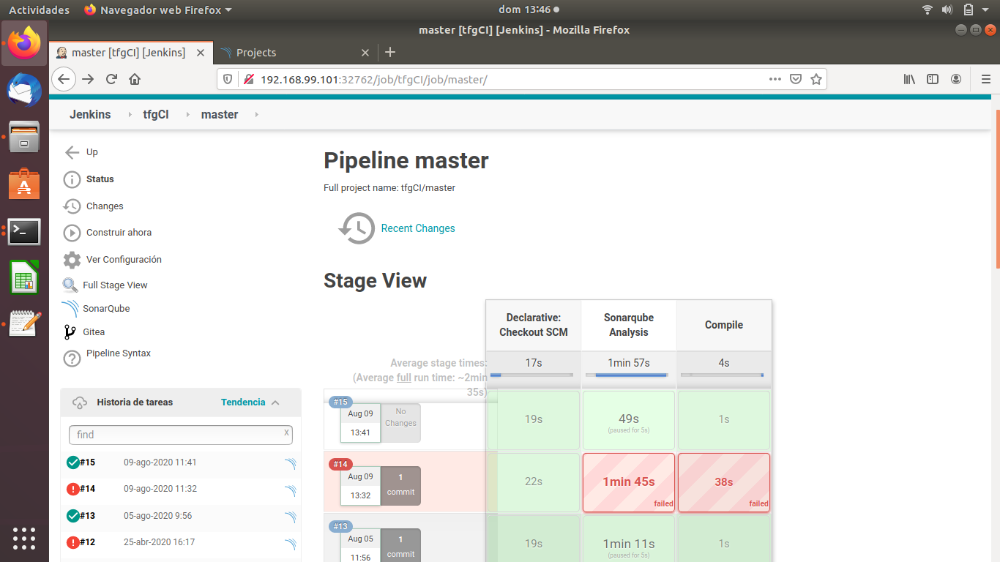 Actividades
Navegador web Firefox
dom 13:46
master [tfgCI] [Jenkins] - Mozilla Firefox
master [tfgCI] [Jenkins]
Projects
192.168.99.101:32762/job/tfgCI/job/master/
Jenkins
tfgCI
master
Up
Status
Changes
Construir ahora
Ver Configuración
Full Stage View
SonarQube
Gitea
Pipeline Syntax
Historia de tareas
Tendencia
find
X
#15 09-ago-2020 11:41
#14 09-ago-2020 11:32
#13 05-ago-2020 9:56
#12 25-abr-2020 16:17
Pipeline master
Full project name: tfgCI/master
Recent Changes
Stage View
Declarative:
Checkout SCM
Sonarqube
Analysis
Compile
Average stage times:
(Average full run time: ~2min
35s)
17s
1min 57s
4s
#15
Aug 09
13:41
No
Changes
19s
49s
(paused for 5s)
1s
#14
Aug 09
13:32
1
commit
22s
1min 45s
failed
38s
failed
#13
Aug 05
11:56
1
commit
19s
1min 11s
(paused for 5s)
1s